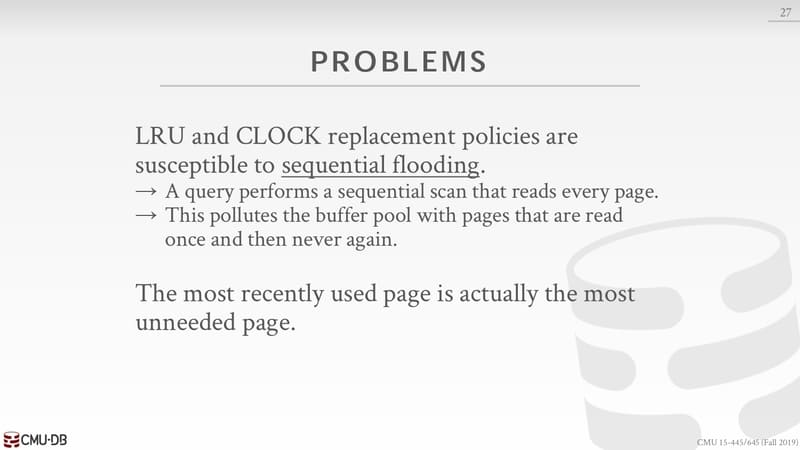 27
PROBLEMS
LRU and CLOCK replacement policies are
susceptible to sequential flooding.
→ A query performs a sequential scan that reads every page.
→ This pollutes the buffer pool with pages that are read
once and then never again.
The most recently used page is actually the most
unneeded page.
CMU·DB
CMU 15-445/645 (Fall 2019)